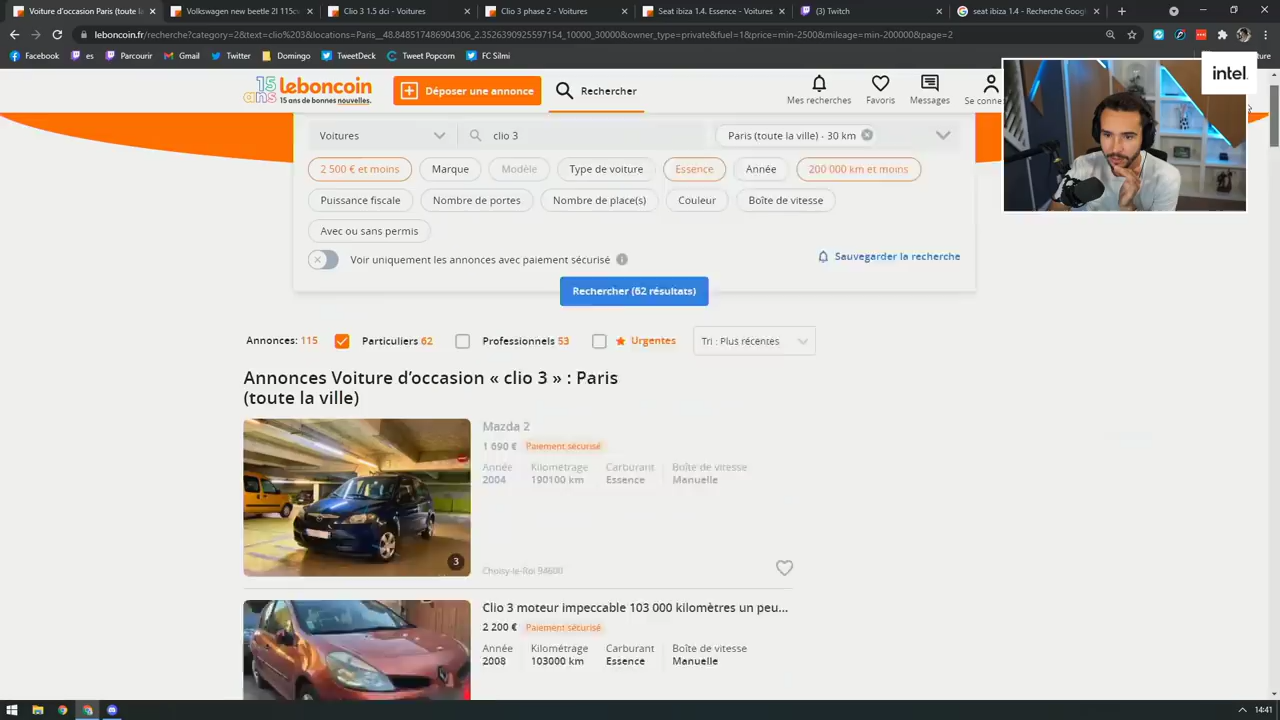 Voiture d'occasion Paris (toute la v
Volkswagen new beetle 2l 115cv
Clio 3 1.5 dci - Voitures
Clio 3 phase 2 - Voitures
Seat ibiza 1.4. Essence - Voitures
(3) Twitch
seat ibiza 1.4 - Recherche Googl
leboncoin.fr/recherche?category=2&text=clio%203&locations=Paris__48.848517486904306_2.3526390925597154_10000_30000&owner_type=private&fuel=1&price=min-2500&mileage=min-200000&page=2
Facebook
es
Parcourir
Gmail
Twitter
Domingo
TweetDeck
Tweet Popcorn
FC Silmi
intel.
15 ans
leboncoin
15 ans de bonnes nouvelles.
Déposer une annonce
Rechercher
Mes recherches
Favoris
Messages
Se conne
Voitures
clio 3
Paris (toute la ville) - 30 km
2 500 € et moins
Marque
Modèle
Type de voiture
Essence
Année
200 000 km et moins
Puissance fiscale
Nombre de portes
Nombre de place(s)
Couleur
Boîte de vitesse
Avec ou sans permis
Voir uniquement les annonces avec paiement sécurisé
Sauvegarder la recherche
Rechercher (62 résultats)
Annonces: 115
Particuliers 62
Professionnels 53
Urgentes
Tri : Plus récentes
Annonces Voiture d'occasion « clio 3 » : Paris
(toute la ville)
Mazda 2
1 690 € Paiement sécurisé
Année Kilométrage Carburant Boîte de vitesse
2004 190100 km Essence Manuelle
3
Choisy-le-Roi 94600
Clio 3 moteur impeccable 103 000 kilomètres un peu...
2 200 € Paiement sécurisé
Année Kilométrage Carburant Boîte de vitesse
2008 103000 km Essence Manuelle
14:41